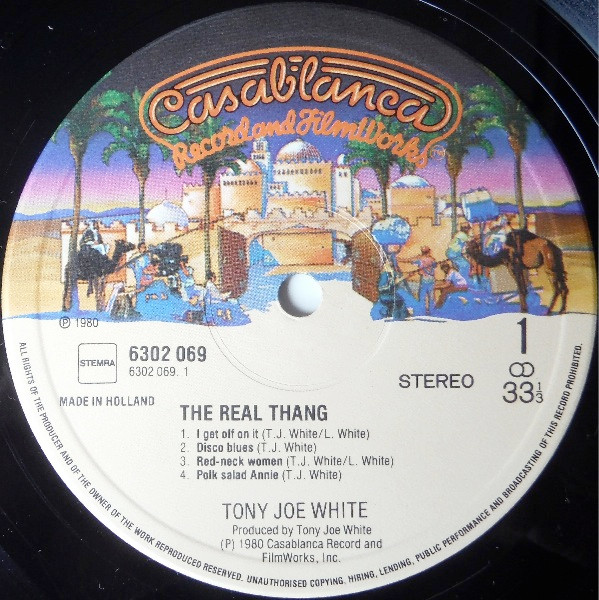 Casablanca
Record and FilmWorks
TM
℗ 1980
STEMRA
6302 069
6302 069. 1
MADE IN HOLLAND
1
STEREO
33 1/3
THE REAL THANG
1. I get off on it (T.J. White/L. White)
2. Disco blues (T.J. White)
3. Red-neck women (T.J. White/L. White)
4. Polk salad Annie (T.J. White)
TONY JOE WHITE
Produced by Tony Joe White
(P) 1980 Casablanca Record and
FilmWorks, Inc.
ALL RIGHTS OF THE PRODUCER AND OF THE OWNER OF THE WORK REPRODUCED RESERVED. UNAUTHORISED COPYING, HIRING, LENDING, PUBLIC PERFORMANCE AND BROADCASTING OF THIS RECORD PROHIBITED.